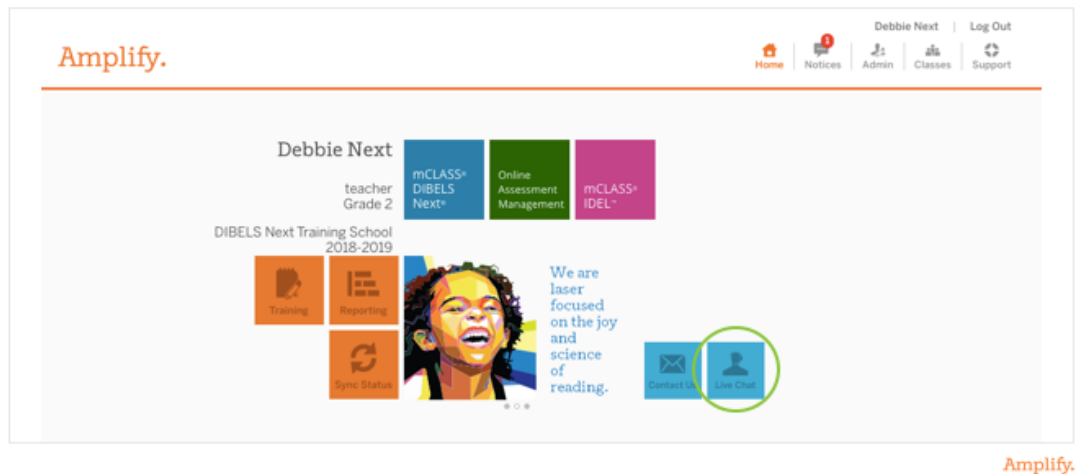 Debbie Next | Log Out
Amplify.
1
Home
Notices
Admin
Classes
Support
Debbie Next
teacher
Grade 2
DIBELS Next Training School
2018-2019
mCLASS®
DIBELS
Next®
Online
Assessment
Management
mCLASS®
IDEL™
Training
Reporting
Sync Status
We are
laser
focused
on the joy
and
science
of
reading.
Contact Us
Live Chat
Amplify.